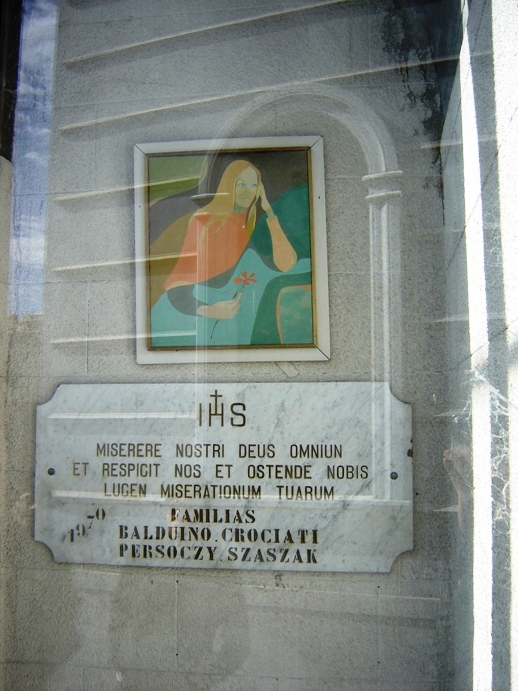 IHS
MISERERE NOSTRI DEUS OMNIUN
ET RESPICIT NOS ET OSTENDE NOBIS
LUCEN MISERATIONUM TUARUM
FAMILIAS
BALDUINO.CROCIATI
PERSOCZY.SZASZAK